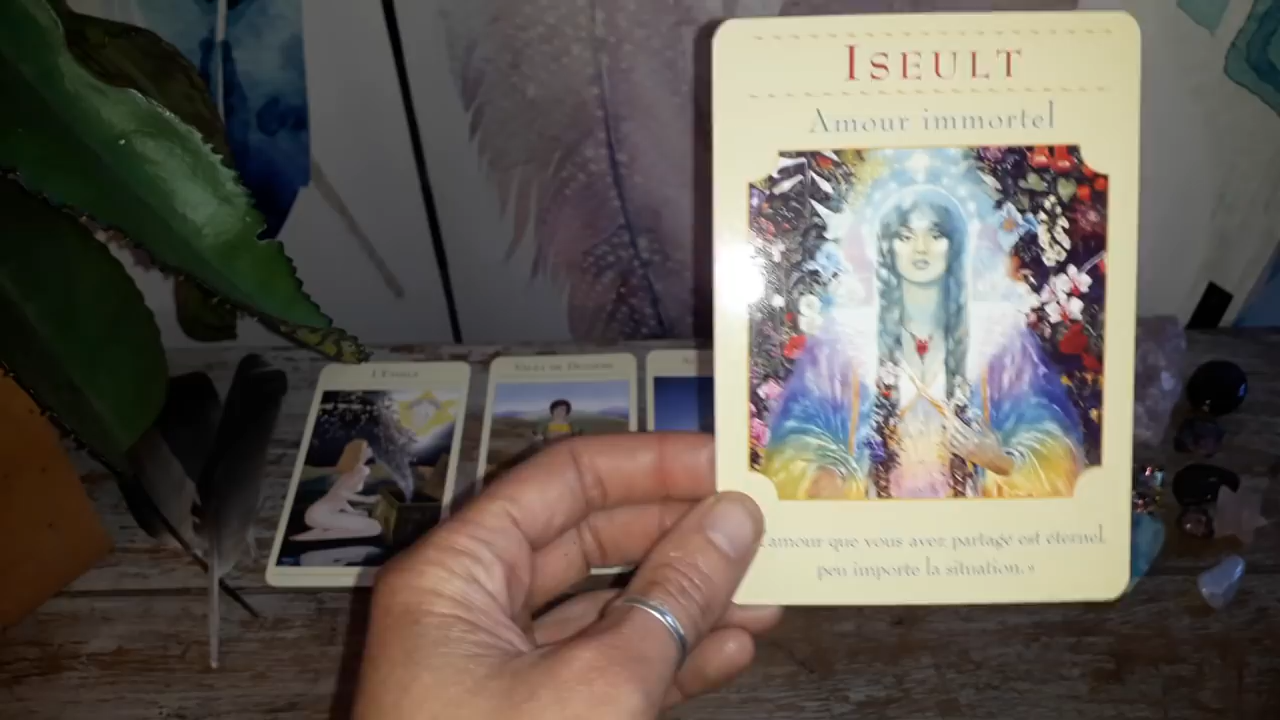 ISEULT
Amour immortel
l'amour que vous avez partagé est éternel
peu importe la situation. »
L'ÉTOILE